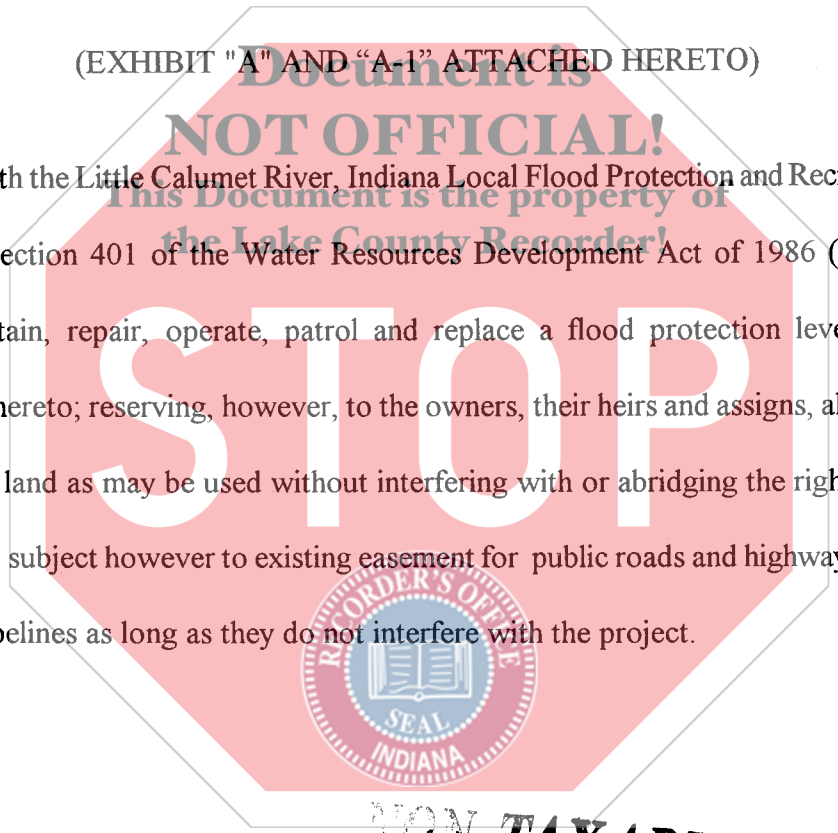 (EXHIBIT "A" AND “A-1” ATTACHED HERETO)
Document is
NOT OFFICIAL!
th the Little Calumet River, Indiana Local Flood Protection and Rec
This Document is the property of
the Lake County Recorder!
ection 401 of the Water Resources Development Act of 1986 (
tain, repair, operate, patrol and replace a flood protection leve
hereto; reserving, however, to the owners, their heirs and assigns, al
land as may be used without interfering with or abridging the righ
subject however to existing easement for public roads and highway
pelines as long as they do not interfere with the project.
STOP
RECORDER'S OFFICE
SEAL
INDIANA
NON TAXABL